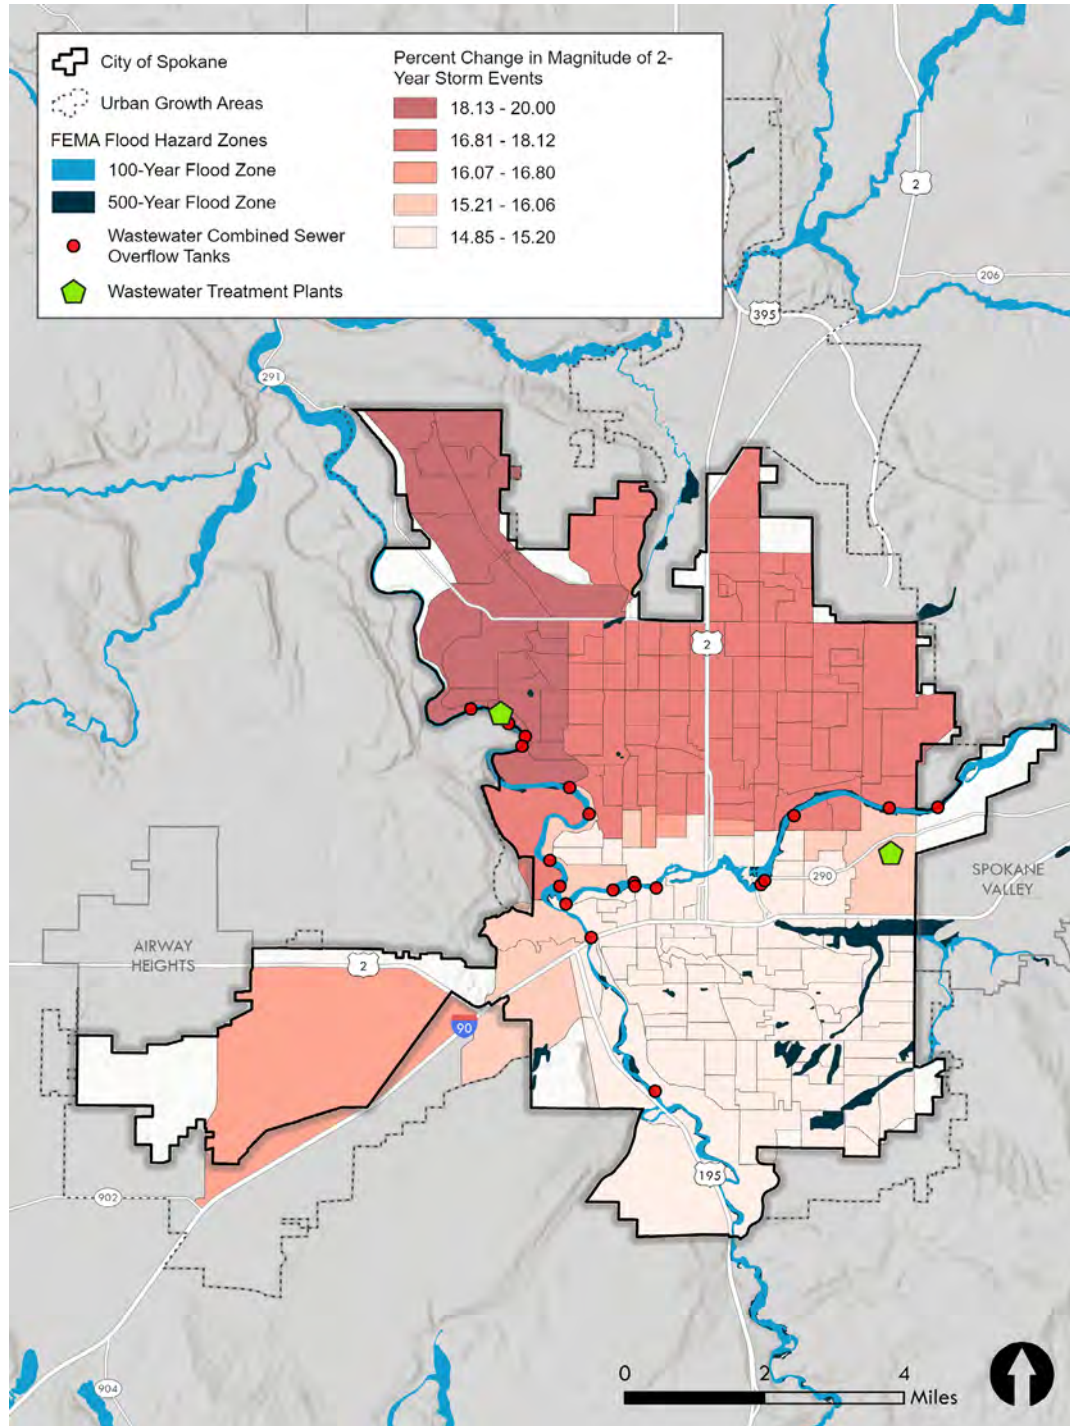 City of Spokane
Urban Growth Areas
FEMA Flood Hazard Zones
100-Year Flood Zone
500-Year Flood Zone
Wastewater Combined Sewer
Overflow Tanks
Wastewater Treatment Plants
Percent Change in Magnitude of 2-
Year Storm Events
18.13 - 20.00
16.81 - 18.12
16.07 - 16.80
15.21 - 16.06
14.85 - 15.20
2
206
395
291
2
290
SPOKANE
VALLEY
AIRWAY
HEIGHTS
2
90
195
902
904
0 2 4
Miles